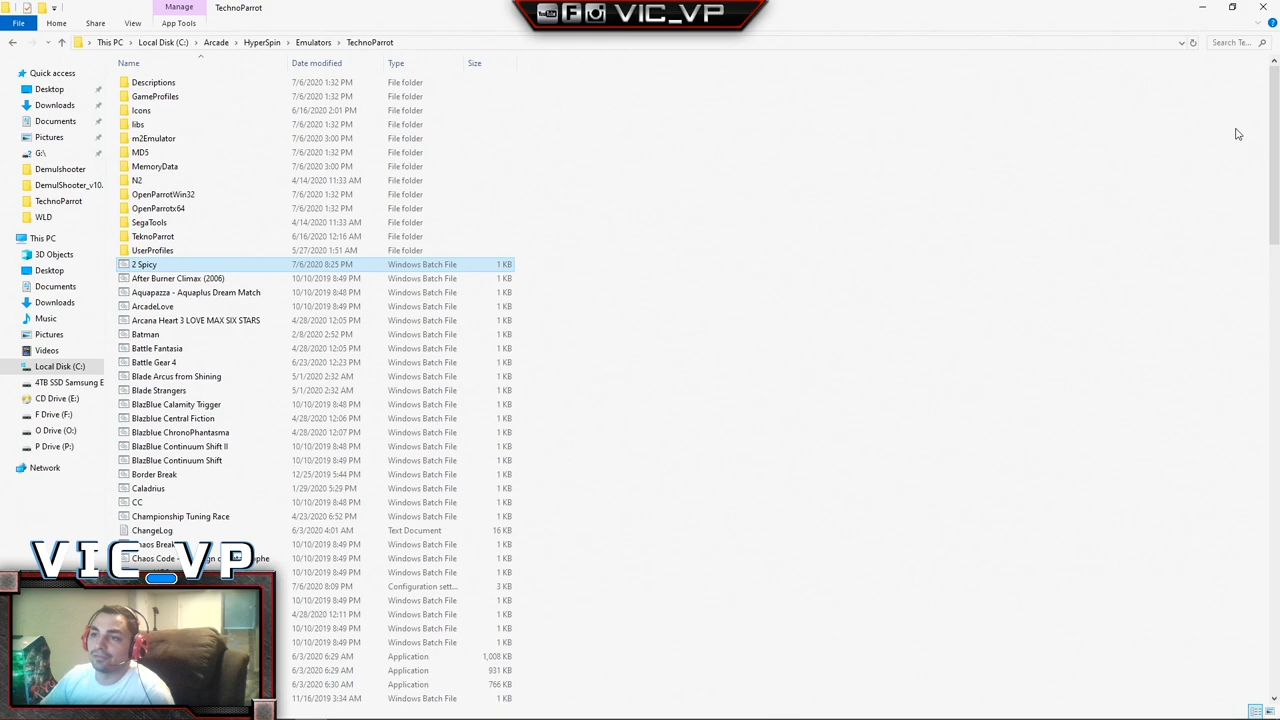 Manage TechnoParrot
File Home Share View App Tools
VIC_VP
This PC Local Disk (C:) Arcade HyperSpin Emulators TechnoParrot Search Te...
Name Date modified Type Size
Quick access
Desktop
Downloads
Documents
Pictures
G:\
Demulshooter
DemulShooter_v10.
TechnoParrot
WLD
This PC
3D Objects
Desktop
Documents
Downloads
Music
Pictures
Videos
Local Disk (C:)
4TB SSD Samsung E
CD Drive (E:)
F Drive (F:)
O Drive (O:)
P Drive (P:)
Network
Descriptions 7/6/2020 1:32 PM File folder
GameProfiles 7/6/2020 1:32 PM File folder
Icons 6/16/2020 2:01 PM File folder
libs 7/6/2020 1:32 PM File folder
m2Emulator 7/6/2020 3:00 PM File folder
MD5 7/6/2020 1:32 PM File folder
MemoryData 7/6/2020 3:00 PM File folder
N2 4/14/2020 11:33 AM File folder
OpenParrotWin32 7/6/2020 1:32 PM File folder
OpenParrotx64 7/6/2020 1:32 PM File folder
SegaTools 4/14/2020 11:33 AM File folder
TeknoParrot 6/16/2020 12:16 AM File folder
UserProfiles 5/27/2020 1:51 AM File folder
2 Spicy 7/6/2020 8:25 PM Windows Batch File 1 KB
After Burner Climax (2006) 10/10/2019 8:49 PM Windows Batch File 1 KB
Aquapazza - Aquaplus Dream Match 10/10/2019 8:48 PM Windows Batch File 1 KB
ArcadeLove 10/10/2019 8:49 PM Windows Batch File 1 KB
Arcana Heart 3 LOVE MAX SIX STARS 4/28/2020 12:05 PM Windows Batch File 1 KB
Batman 2/8/2020 2:52 PM Windows Batch File 1 KB
Battle Fantasia 4/28/2020 12:05 PM Windows Batch File 1 KB
Battle Gear 4 6/23/2020 12:23 PM Windows Batch File 1 KB
Blade Arcus from Shining 5/1/2020 2:32 AM Windows Batch File 1 KB
Blade Strangers 5/1/2020 2:32 AM Windows Batch File 1 KB
BlazBlue Calamity Trigger 10/10/2019 8:49 PM Windows Batch File 1 KB
Blazblue Central Fiction 4/28/2020 12:06 PM Windows Batch File 1 KB
Blazblue ChronoPhantasma 4/28/2020 12:07 PM Windows Batch File 1 KB
BlazBlue Continuum Shift II 10/10/2019 8:48 PM Windows Batch File 1 KB
BlazBlue Continuum Shift 10/10/2019 8:49 PM Windows Batch File 1 KB
Border Break 12/25/2019 5:44 PM Windows Batch File 1 KB
Caladrius 1/29/2020 5:29 PM Windows Batch File 1 KB
CC 10/10/2019 8:48 PM Windows Batch File 1 KB
Championship Tuning Race 4/23/2020 6:52 PM Windows Batch File 1 KB
ChangeLog 6/3/2020 4:01 AM Text Document 16 KB
10/10/2019 8:49 PM Windows Batch File 1 KB
Chaos Code 10/10/2019 8:49 PM Windows Batch File 1 KB
10/10/2019 8:49 PM Windows Batch File 1 KB
7/6/2020 8:09 PM Configuration sett... 3 KB
10/10/2019 8:49 PM Windows Batch File 1 KB
4/28/2020 12:11 PM Windows Batch File 1 KB
10/10/2019 8:49 PM Windows Batch File 1 KB
10/10/2019 8:49 PM Windows Batch File 1 KB
6/3/2020 6:29 AM Application 1,008 KB
6/3/2020 6:29 AM Application 931 KB
6/3/2020 6:30 AM Application 766 KB
11/16/2019 3:34 AM Windows Batch File 1 KB
VIC_VP